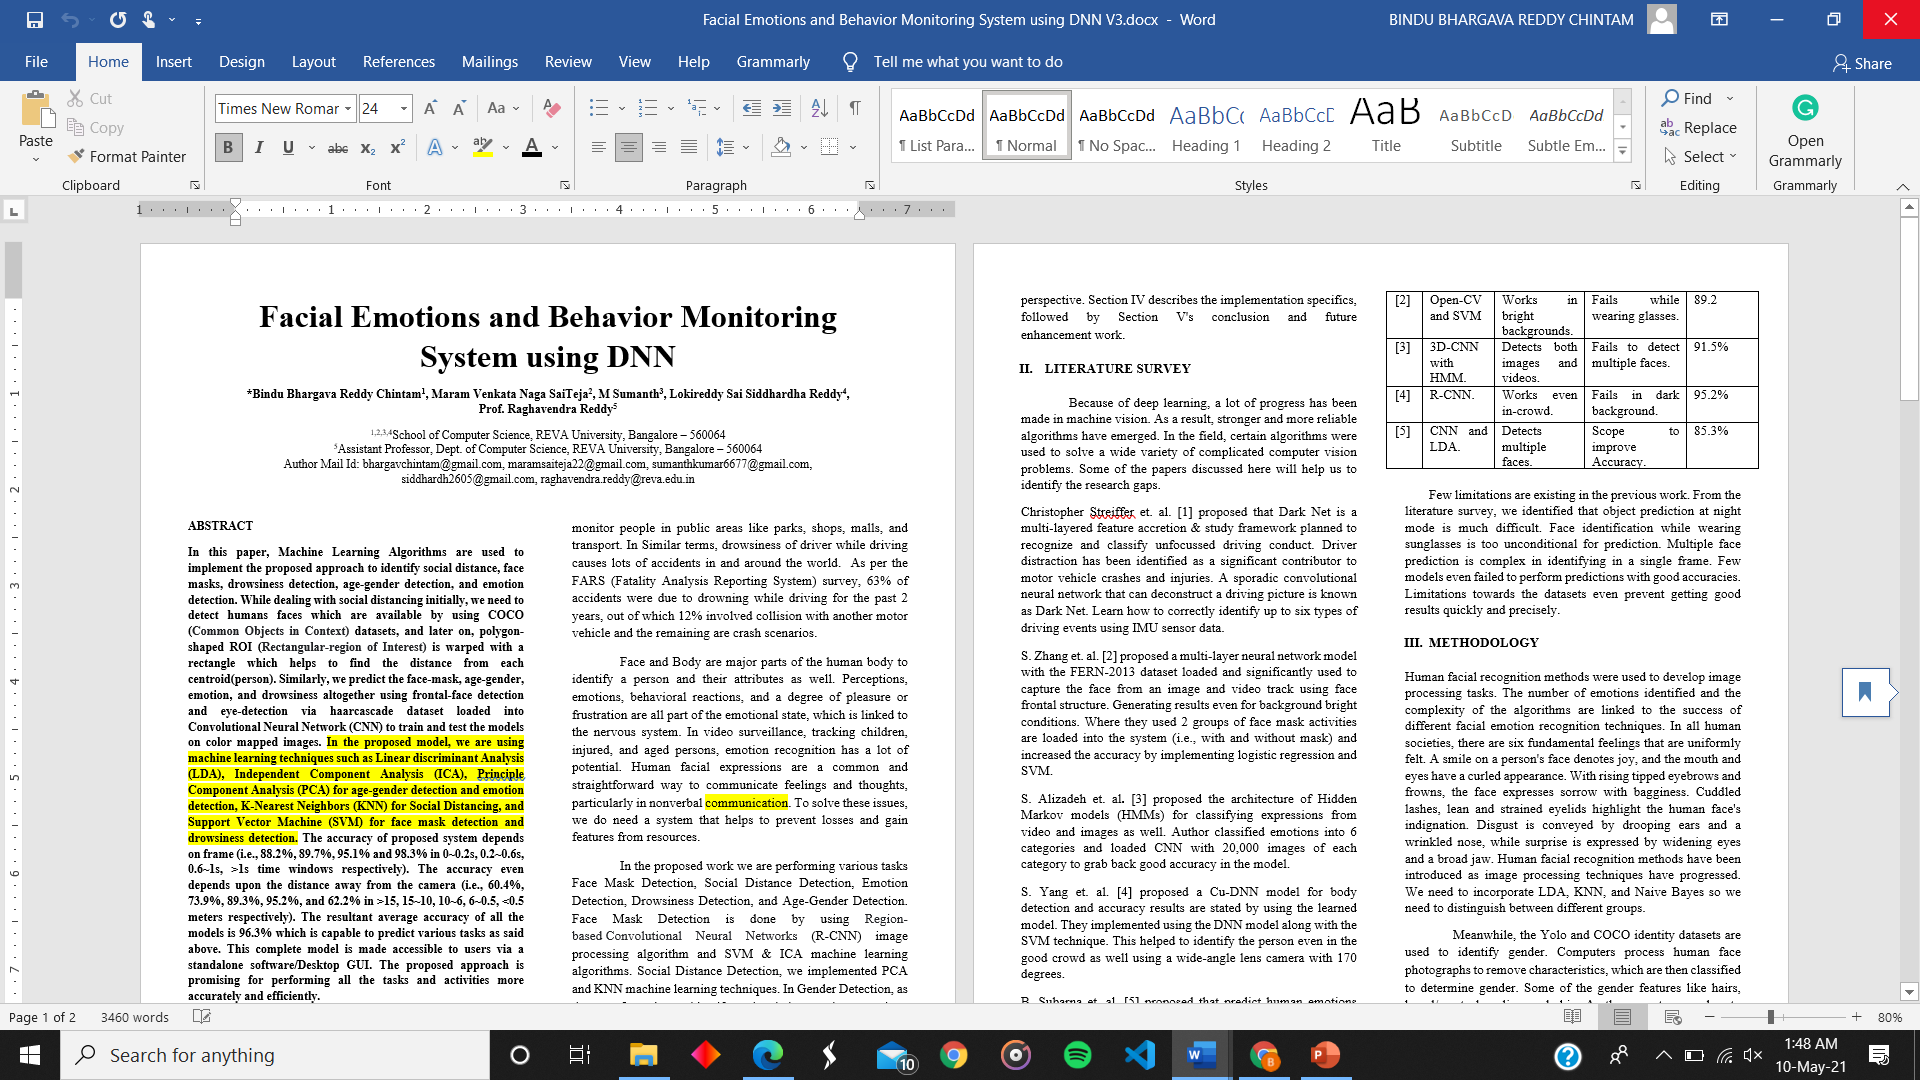 Facial Emotions and Behavior Monitoring System using DNN V3.docx - Word
BINDU BHARGAVA REDDY CHINTAM
File Home Insert Design Layout References Mailings Review View Help Grammarly Tell me what you want to do
Share
Paste
Cut
Copy
Format Painter
Clipboard
Times New Romar 24
Font
Paragraph
AaBbCcDd AaBbCcDd AaBbCcDd AaBbCc AaBbCcD AaB AaBbCcD AaBbCcDd
¶ List Para... ¶ Normal ¶ No Spac... Heading 1 Heading 2 Title Subtitle Subtle Em...
Styles
Find
Replace
Select
Editing
Open
Grammarly
Grammarly
1 1 2 3 4 5 6 7
Facial Emotions and Behavior Monitoring
System using DNN
*Bindu Bhargava Reddy Chintam1, Maram Venkata Naga SaiTeja2, M Sumanth3, Lokireddy Sai Siddhardha Reddy4,
Prof. Raghavendra Reddy5
1,2,3,4School of Computer Science, REVA University, Bangalore – 560064
5Assistant Professor, Dept. of Computer Science, REVA University, Bangalore – 560064
Author Mail Id: bhargavchintam@gmail.com, maramsaiteja22@gmail.com, sumanthkumar6677@gmail.com,
siddhardh2605@gmail.com, raghavendra.reddy@reva.edu.in
ABSTRACT
In this paper, Machine Learning Algorithms are used to
implement the proposed approach to identify social distance, face
masks, drowsiness detection, age-gender detection, and emotion
detection. While dealing with social distancing initially, we need to
detect humans faces which are available by using COCO
(Common Objects in Context) datasets, and later on, polygon-
shaped ROI (Rectangular-region of Interest) is warped with a
rectangle which helps to find the distance from each
centroid(person). Similarly, we predict the face-mask, age-gender,
emotion, and drowsiness altogether using frontal-face detection
and eye-detection via haarcascade dataset loaded into
Convolutional Neural Network (CNN) to train and test the models
on color mapped images. In the proposed model, we are using
machine learning techniques such as Linear discriminant Analysis
(LDA), Independent Component Analysis (ICA), Principle
Component Analysis (PCA) for age-gender detection and emotion
detection, K-Nearest Neighbors (KNN) for Social Distancing, and
Support Vector Machine (SVM) for face mask detection and
drowsiness detection. The accuracy of proposed system depends
on frame (i.e., 88.2%, 89.7%, 95.1% and 98.3% in 0~0.2s, 0.2~0.6s,
0.6~1s, >1s time windows respectively). The accuracy even
depends upon the distance away from the camera (i.e., 60.4%,
73.9%, 89.3%, 95.2%, and 62.2% in >15, 15~10, 10~6, 6~0.5, <0.5
meters respectively). The resultant average accuracy of all the
models is 96.3% which is capable to predict various tasks as said
above. This complete model is made accessible to users via a
standalone software/Desktop GUI. The proposed approach is
promising for performing all the tasks and activities more
accurately and efficiently.
monitor people in public areas like parks, shops, malls, and
transport. In Similar terms, drowsiness of driver while driving
causes lots of accidents in and around the world. As per the
FARS (Fatality Analysis Reporting System) survey, 63% of
accidents were due to drowning while driving for the past 2
years, out of which 12% involved collision with another motor
vehicle and the remaining are crash scenarios.
Face and Body are major parts of the human body to
identify a person and their attributes as well. Perceptions,
emotions, behavioral reactions, and a degree of pleasure or
frustration are all part of the emotional state, which is linked to
the nervous system. In video surveillance, tracking children,
injured, and aged persons, emotion recognition has a lot of
potential. Human facial expressions are a common and
straightforward way to communicate feelings and thoughts,
particularly in nonverbal communication. To solve these issues,
we do need a system that helps to prevent losses and gain
features from resources.
In the proposed work we are performing various tasks
Face Mask Detection, Social Distance Detection, Emotion
Detection, Drowsiness Detection, and Age-Gender Detection.
Face Mask Detection is done by using Region-
based Convolutional Neural Networks (R-CNN) image
processing algorithm and SVM & ICA machine learning
algorithms. Social Distance Detection, we implemented PCA
and KNN machine learning techniques. In Gender Detection, as
perspective. Section IV describes the implementation specifics,
followed by Section V's conclusion and future
enhancement work.
II. LITERATURE SURVEY
Because of deep learning, a lot of progress has been
made in machine vision. As a result, stronger and more reliable
algorithms have emerged. In the field, certain algorithms were
used to solve a wide variety of complicated computer vision
problems. Some of the papers discussed here will help us to
identify the research gaps.
Christopher Streiffer et. al. [1] proposed that Dark Net is a
multi-layered feature accretion & study framework planned to
recognize and classify unfocussed driving conduct. Driver
distraction has been identified as a significant contributor to
motor vehicle crashes and injuries. A sporadic convolutional
neural network that can deconstruct a driving picture is known
as Dark Net. Learn how to correctly identify up to six types of
driving events using IMU sensor data.
S. Zhang et. al. [2] proposed a multi-layer neural network model
with the FERN-2013 dataset loaded and significantly used to
capture the face from an image and video track using face
frontal structure. Generating results even for background bright
conditions. Where they used 2 groups of face mask activities
are loaded into the system (i.e., with and without mask) and
increased the accuracy by implementing logistic regression and
SVM.
S. Alizadeh et. al. [3] proposed the architecture of Hidden
Markov models (HMMs) for classifying expressions from
video and images as well. Author classified emotions into 6
categories and loaded CNN with 20,000 images of each
category to grab back good accuracy in the model.
S. Yang et. al. [4] proposed a Cu-DNN model for body
detection and accuracy results are stated by using the learned
model. They implemented using the DNN model along with the
SVM technique. This helped to identify the person even in the
good crowd as well using a wide-angle lens camera with 170
degrees.
B. Subarna et. al. [5] proposed that predict human emotions
[2] Open-CV and SVM Works in bright backgrounds. Fails while wearing glasses. 89.2
[3] 3D-CNN with HMM. Detects both images and videos. Fails to detect multiple faces. 91.5%
[4] R-CNN. Works even in-crowd. Fails in dark background. 95.2%
[5] CNN and LDA. Detects multiple faces. Scope to improve Accuracy. 85.3%
Few limitations are existing in the previous work. From the
literature survey, we identified that object prediction at night
mode is much difficult. Face identification while wearing
sunglasses is too unconditional for prediction. Multiple face
prediction is complex in identifying in a single frame. Few
models even failed to perform predictions with good accuracies.
Limitations towards the datasets even prevent getting good
results quickly and precisely.
III. METHODOLOGY
Human facial recognition methods were used to develop image
processing tasks. The number of emotions identified and the
complexity of the algorithms are linked to the success of
different facial emotion recognition techniques. In all human
societies, there are six fundamental feelings that are uniformly
felt. A smile on a person's face denotes joy, and the mouth and
eyes have a curled appearance. With rising tipped eyebrows and
frowns, the face expresses sorrow with bagginess. Cuddled
lashes, lean and strained eyelids highlight the human face's
indignation. Disgust is conveyed by drooping ears and a
wrinkled nose, while surprise is expressed by widening eyes
and a broad jaw. Human facial recognition methods have been
introduced as image processing techniques have progressed.
We need to incorporate LDA, KNN, and Naive Bayes so we
need to distinguish between different groups.
Meanwhile, the Yolo and COCO identity datasets are
used to identify gender. Computers process human face
photographs to remove characteristics, which are then classified
to determine gender. Some of the gender features like hairs,
Page 1 of 2 3460 words
80%
Search for anything
10
1:48 AM
10-May-21